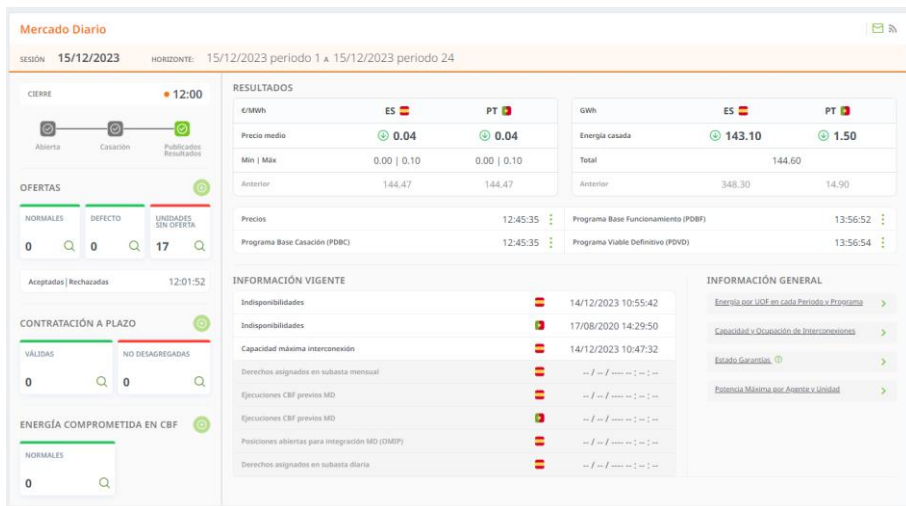 Mercado Diario
SESIÓN 15/12/2023 HORIZONTE: 15/12/2023 periodo 1 A 15/12/2023 periodo 24
CIERRE 12:00
Abierta Casación Publicados Resultados
OFERTAS
NORMALES DEFECTO UNIDADES SIN OFERTA
0 0 17
Aceptadas | Rechazadas 12:01:52
CONTRATACIÓN A PLAZO
VÁLIDAS NO DESAGREGADAS
0 0
ENERGÍA COMPROMETIDA EN CBF
NORMALES
0
RESULTADOS
€/MWh ES PT
Precio medio 0.04 0.04
Min | Máx 0.00 | 0.10 0.00 | 0.10
Anterior 144.47 144.47
GWh ES PT
Energía casada 143.10 1.50
Total 144.60
Anterior 348.30 14.90
Precios 12:45:35
Programa Base Casación (PDBC) 12:45:35
Programa Base Funcionamiento (PDBF) 13:56:52
Programa Viable Definitivo (PDVD) 13:56:54
INFORMACIÓN VIGENTE
Indisponibilidades 14/12/2023 10:55:42
Indisponibilidades 17/08/2020 14:29:50
Capacidad máxima interconexión 14/12/2023 10:47:32
Derechos asignados en subasta mensual -- / -- / ---- -- : -- : --
Ejecuciones CBF previos MD -- / -- / ---- -- : -- : --
Ejecuciones CBF previos MD -- / -- / ---- -- : -- : --
Posiciones abiertas para integración MD (OMIP) -- / -- / ---- -- : -- : --
Derechos asignados en subasta diaria -- / -- / ---- -- : -- : --
INFORMACIÓN GENERAL
Energía por UOF en cada Periodo y Programa
Capacidad y Ocupación de Interconexiones
Estado Garantías
Potencia Máxima por Agente y Unidad